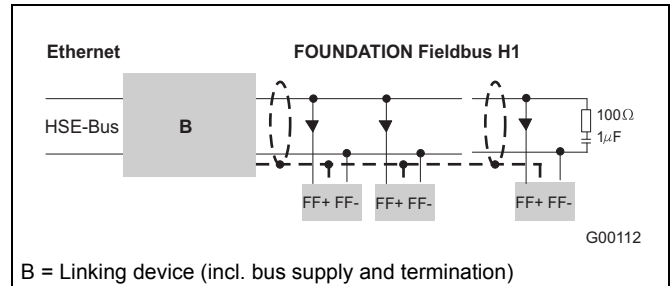 Ethernet FOUNDATION Fieldbus H1
HSE-Bus B 100Ω
1µF
FF+ FF- FF+ FF- FF+ FF-
G00112
B = Linking device (incl. bus supply and termination)